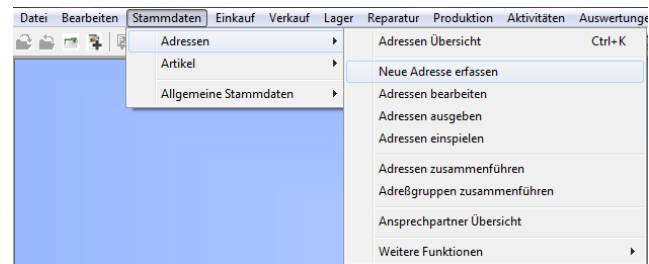 Datei Bearbeiten Stammdaten Einkauf Verkauf Lager Reparatur Produktion Aktivitäten Auswertunge
Adressen
Artikel
Allgemeine Stammdaten
Adressen Übersicht Ctrl+K
Neue Adresse erfassen
Adressen bearbeiten
Adressen ausgeben
Adressen einspielen
Adressen zusammenführen
Adreßgruppen zusammenführen
Ansprechpartner Übersicht
Weitere Funktionen